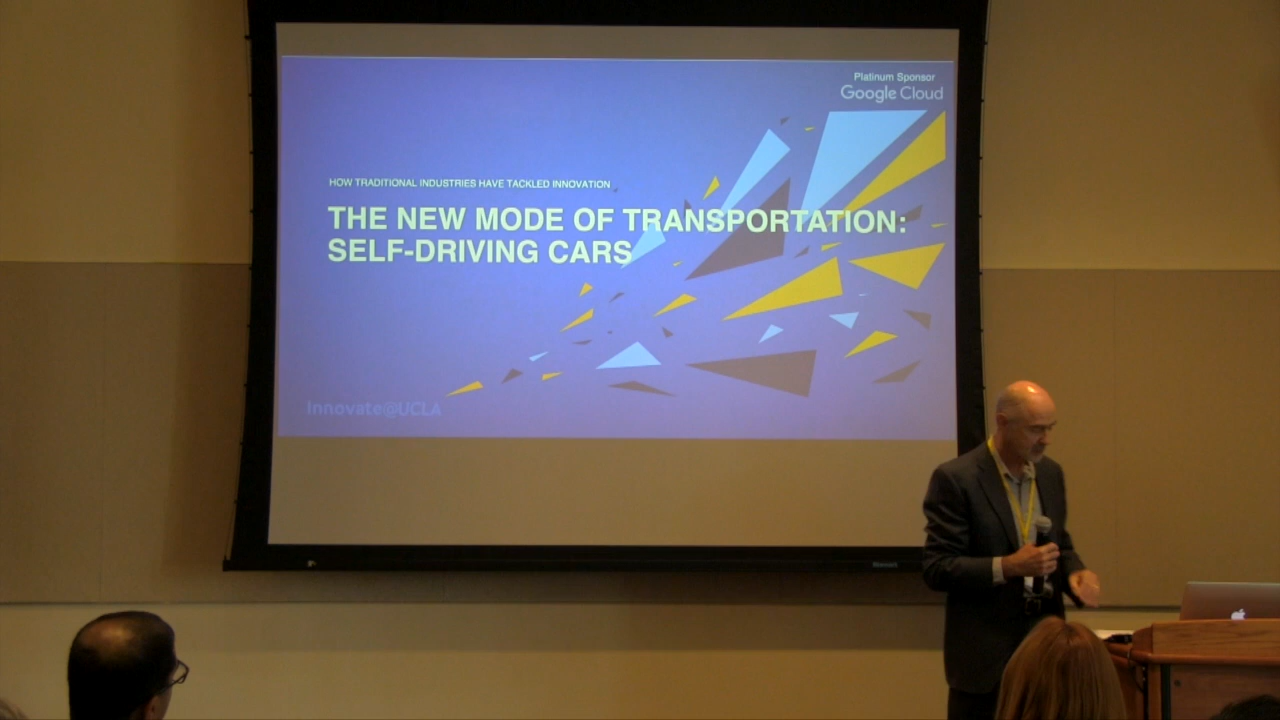 Platinum Sponsor
Google Cloud
HOW TRADITIONAL INDUSTRIES HAVE TACKLED INNOVATION
THE NEW MODE OF TRANSPORTATION:
SELF-DRIVING CARS
Innovate@UCLA